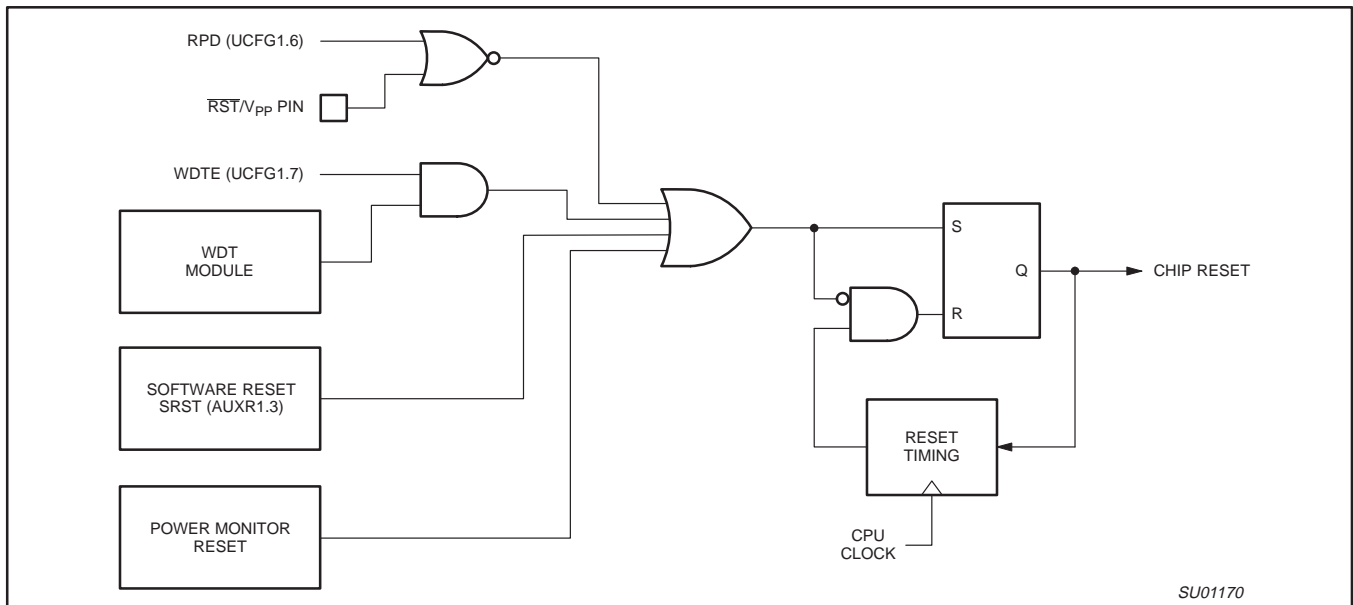 RPD (UCFG1.6)
RST/VPP PIN
WDTE (UCFG1.7)
WDT
MODULE
SOFTWARE RESET
SRST (AUXR1.3)
POWER MONITOR
RESET
S
Q
R
CHIP RESET
RESET
TIMING
CPU
CLOCK
SU01170